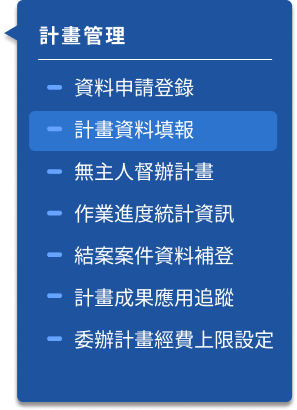 計畫管理
資料申請登錄
計畫資料填報
無主人督辦計畫
作業進度統計資訊
結案案件資料補登
計畫成果應用追蹤
委辦計畫經費上限設定